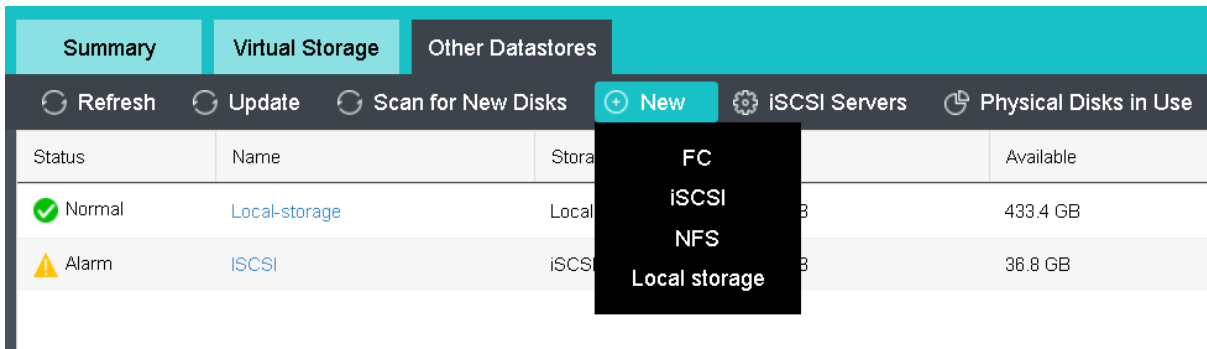 Summary Virtual Storage Other Datastores
Refresh Update Scan for New Disks New iSCSI Servers Physical Disks in Use
Status Name Available
FC
Normal Local-storage Local 433.4 GB
iSCSI
NFS
Alarm ISCSI 36.8 GB
Local storage